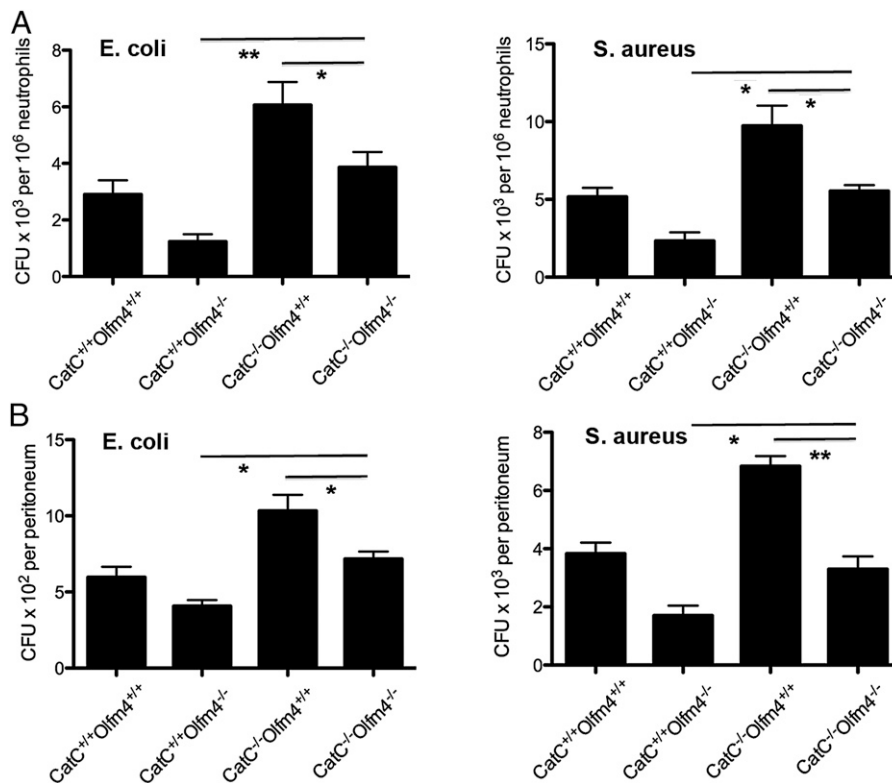 A
E. coli
CFU x 10³ per 10⁶ neutrophils
8
6
4
2
0
**
*
CatC⁺/⁺Olfm4⁺/⁺
CatC⁺/⁺Olfm4⁻/⁻
CatC⁻/⁻Olfm4⁺/⁺
CatC⁻/⁻Olfm4⁻/⁻
S. aureus
CFU x 10³ per 10⁶ neutrophils
15
10
5
0
*
*
CatC⁺/⁺Olfm4⁺/⁺
CatC⁺/⁺Olfm4⁻/⁻
CatC⁻/⁻Olfm4⁺/⁺
CatC⁻/⁻Olfm4⁻/⁻
B
E. coli
CFU x 10² per peritoneum
15
10
5
0
*
*
CatC⁺/⁺Olfm4⁺/⁺
CatC⁺/⁺Olfm4⁻/⁻
CatC⁻/⁻Olfm4⁺/⁺
CatC⁻/⁻Olfm4⁻/⁻
S. aureus
CFU x 10³ per peritoneum
8
6
4
2
0
*
**
CatC⁺/⁺Olfm4⁺/⁺
CatC⁺/⁺Olfm4⁻/⁻
CatC⁻/⁻Olfm4⁺/⁺
CatC⁻/⁻Olfm4⁻/⁻